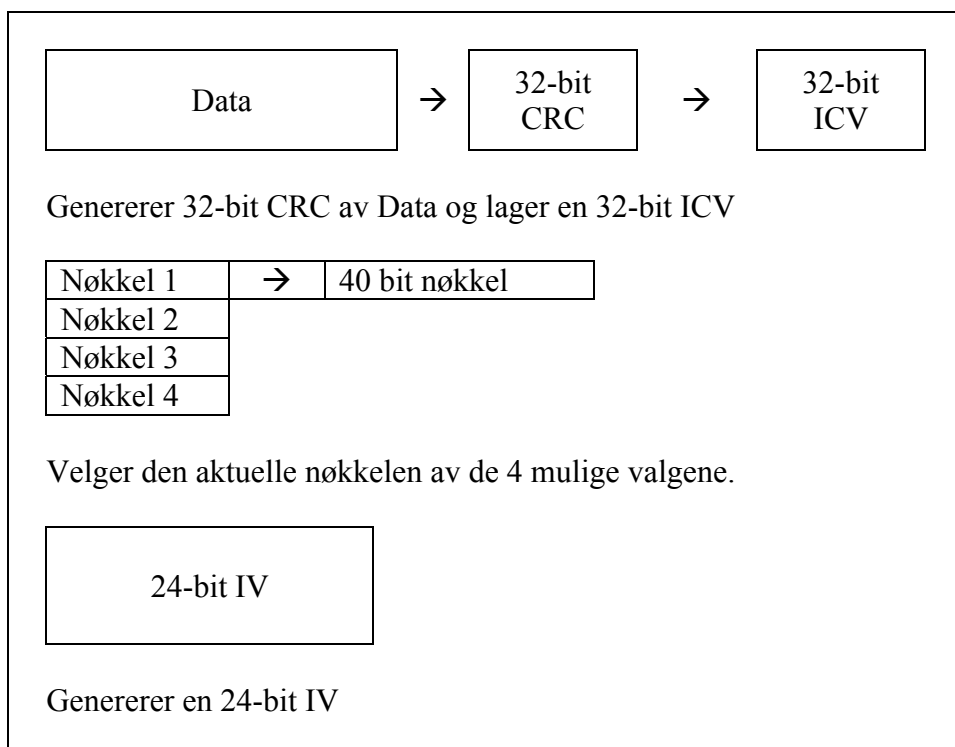 Data → 32-bit CRC → 32-bit ICV
Genererer 32-bit CRC av Data og lager en 32-bit ICV
Nøkkel 1 → 40 bit nøkkel
Nøkkel 2
Nøkkel 3
Nøkkel 4
Velger den aktuelle nøkkelen av de 4 mulige valgene.
24-bit IV
Genererer en 24-bit IV